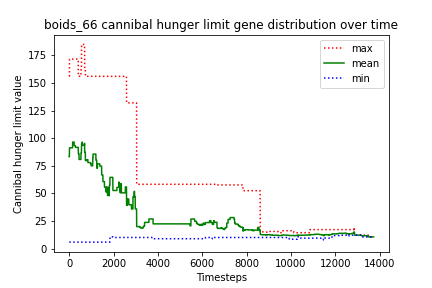 boids_66 cannibal hunger limit gene distribution over time
Cannibal hunger limit value
175
150
125
100
75
50
25
0
max
mean
min
0 2000 4000 6000 8000 10000 12000 14000
Timesteps